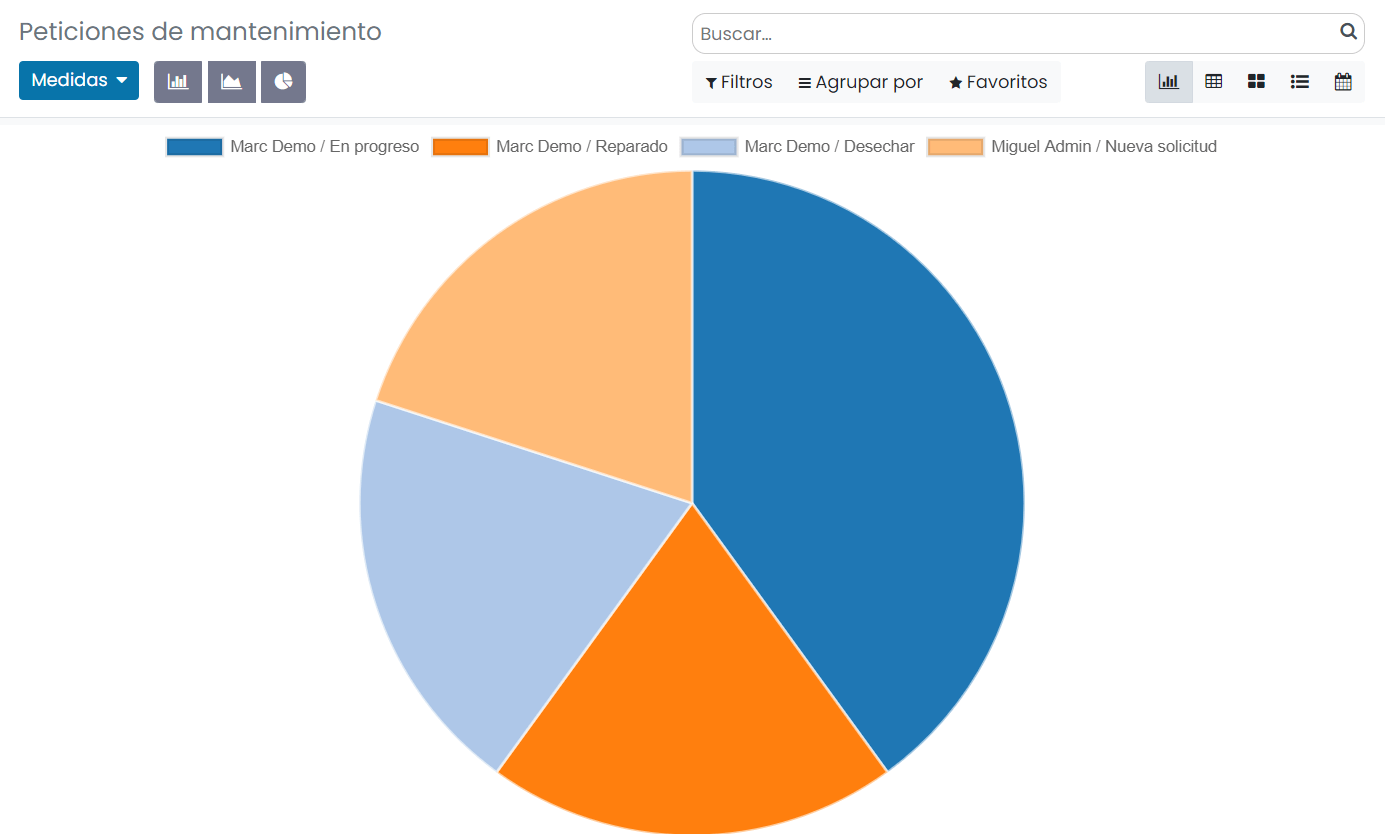 Peticiones de mantenimiento
Buscar...
Medidas
Filtros Agrupar por Favoritos
Marc Demo / En progreso Marc Demo / Reparado Marc Demo / Desechar Miguel Admin / Nueva solicitud